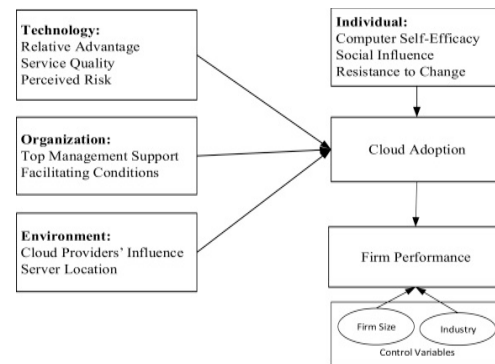 Technology:
Relative Advantage
Service Quality
Perceived Risk
Organization:
Top Management Support
Facilitating Conditions
Environment:
Cloud Providers' Influence
Server Location
Individual:
Computer Self-Efficacy
Social Influence
Resistance to Change
Cloud Adoption
Firm Performance
Firm Size
Industry
Control Variables